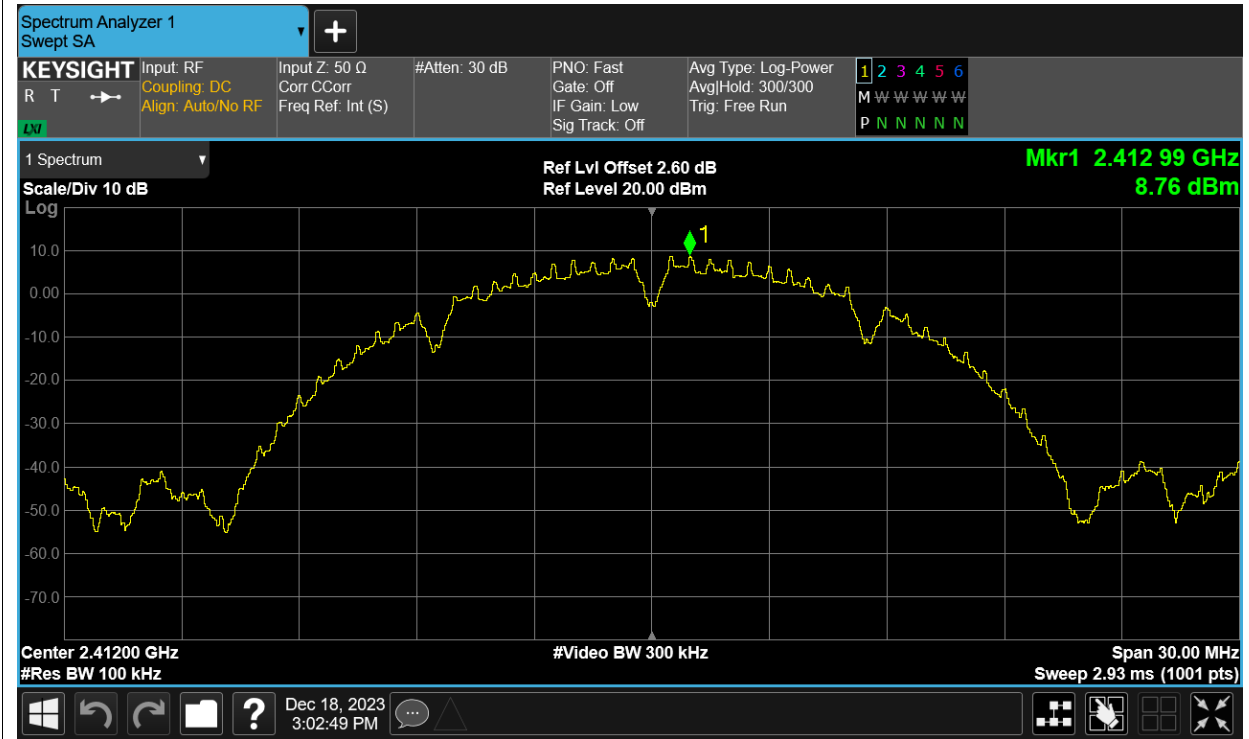 Spectrum Analyzer 1
Swept SA
KEYSIGHT
R T
LXI
Input: RF
Coupling: DC
Align: Auto/No RF
Input Z: 50 Ω
Corr CCorr
Freq Ref: Int (S)
#Atten: 30 dB
PNO: Fast
Gate: Off
IF Gain: Low
Sig Track: Off
Avg Type: Log-Power
Avg|Hold: 300/300
Trig: Free Run
1 2 3 4 5 6
M W W W W W
P N N N N N
1 Spectrum
Scale/Div 10 dB
Log
Ref Lvl Offset 2.60 dB
Ref Level 20.00 dBm
Mkr1 2.412 99 GHz
8.76 dBm
1
10.0
0.00
-10.0
-20.0
-30.0
-40.0
-50.0
-60.0
-70.0
Center 2.41200 GHz
#Video BW 300 kHz
Span 30.00 MHz
#Res BW 100 kHz
Sweep 2.93 ms (1001 pts)
?
Dec 18, 2023
3:02:49 PM